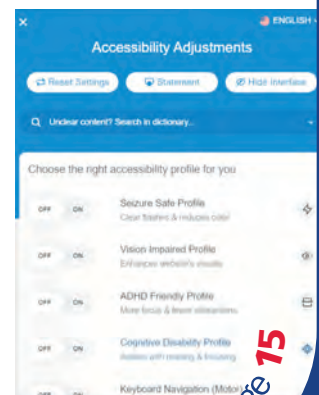 ENGLISH
Accessibility Adjustments
Reset Settings Statement Hide Interface
Unclear content? Search in dictionary...
Choose the right accessibility profile for you
OFF ON Seizure Safe Profile
Clear flashes & reduces color
OFF ON Vision Impaired Profile
Enhances website's visuals
OFF ON ADHD Friendly Profile
More focus & fewer distractions
OFF ON Cognitive Disability Profile
Assists with reading & focusing
OFF ON Keyboard Navigation (Motor)
15